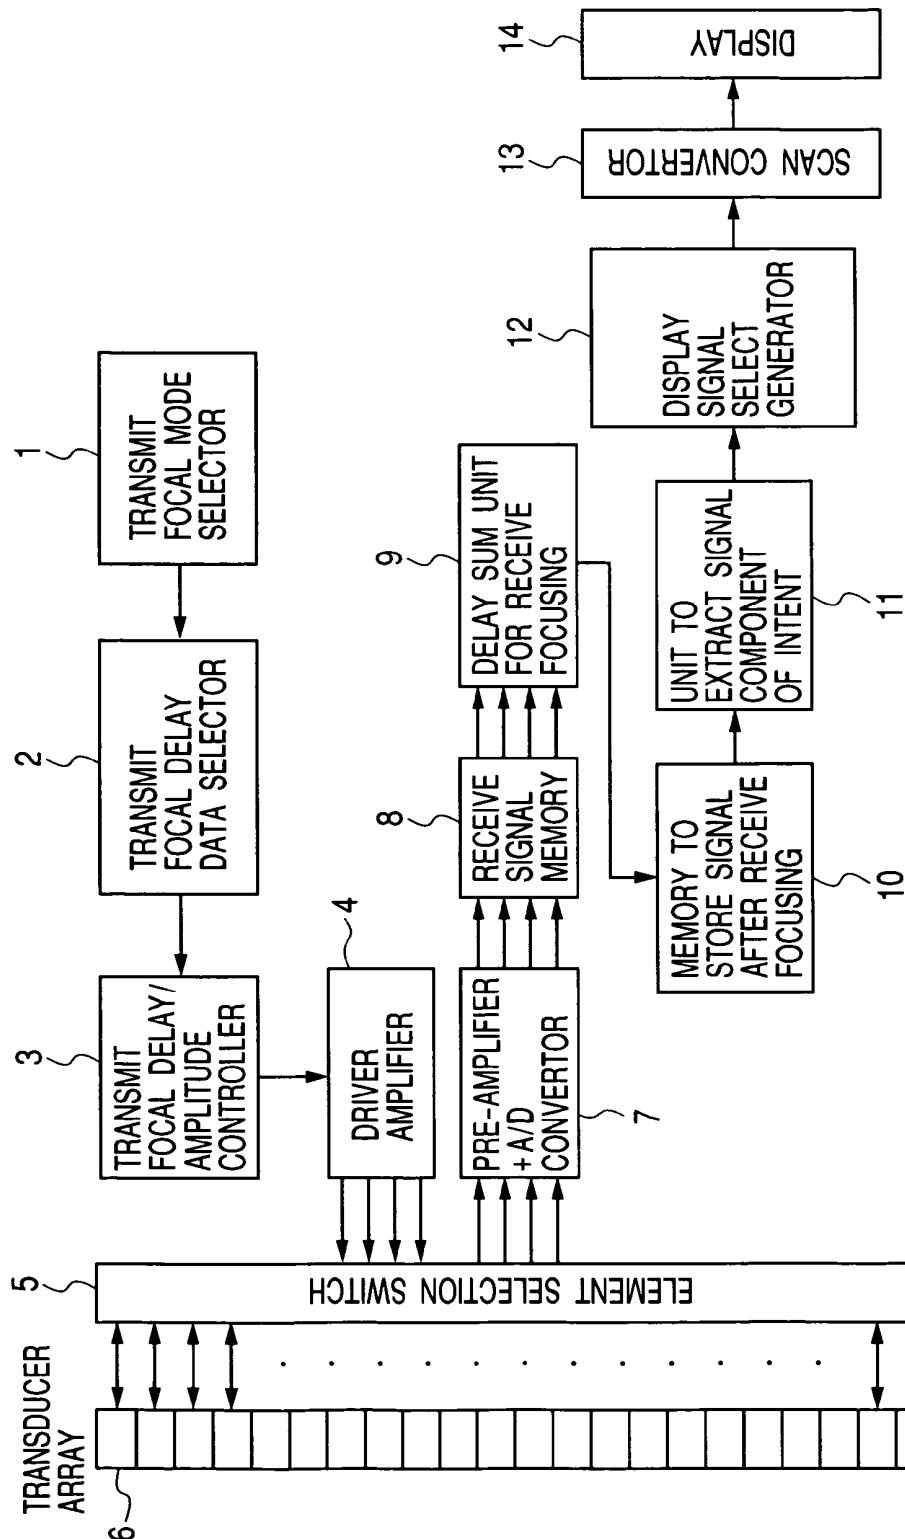 TRANSDUCER
ARRAY
6
5
ELEMENT SELECTION SWITCH
3
TRANSMIT
FOCAL DELAY/
AMPLITUDE
CONTROLLER
2
TRANSMIT
FOCAL DELAY
DATA SELECTOR
1
TRANSMIT
FOCAL MODE
SELECTOR
4
DRIVER
AMPLIFIER
PRE-AMPLIFIER
+A/D
CONVERTOR
7
8
RECEIVE
SIGNAL
MEMORY
9
DELAY SUM UNIT
FOR RECEIVE
FOCUSING
MEMORY TO
STORE SIGNAL
AFTER RECEIVE
FOCUSING
10
UNIT TO
EXTRACT SIGNAL
COMPONENT
OF INTENT
11
12
DISPLAY
SIGNAL
SELECT
GENERATOR
13
SCAN CONVERTOR
14
DISPLAY